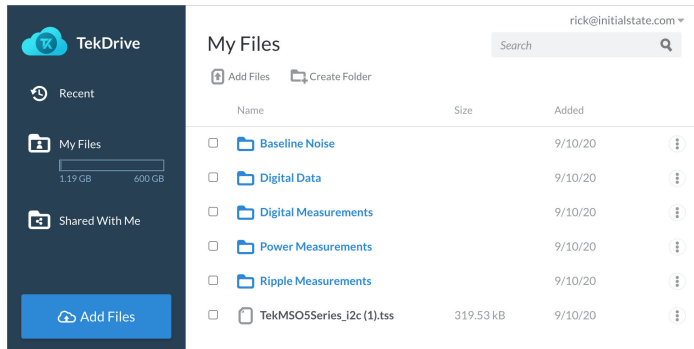 rick@initialstate.com
TK
TekDrive
My Files
Search
Add Files
Create Folder
Recent
Name Size Added
My Files
Baseline Noise 9/10/20
1.19 GB 600 GB
Digital Data 9/10/20
Shared With Me
Digital Measurements 9/10/20
Power Measurements 9/10/20
Ripple Measurements 9/10/20
Add Files
TekMSO5Series_i2c (1).tss 319.53 kB 9/10/20